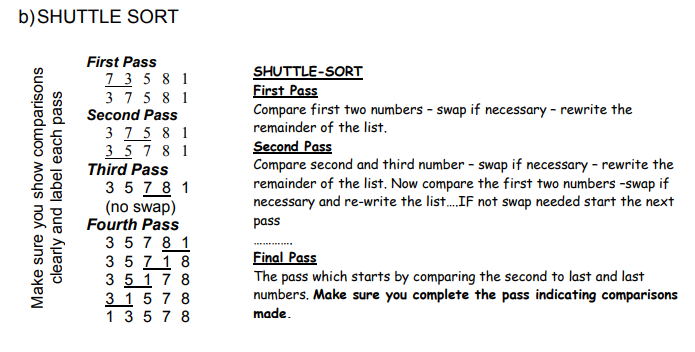 b)SHUTTLE SORT
Make sure you show comparisons
clearly and label each pass
First Pass
7 3 5 8 1
3 7 5 8 1
Second Pass
3 7 5 8 1
3 5 7 8 1
Third Pass
3 5 7 8 1
(no swap)
Fourth Pass
3 5 7 8 1
3 5 7 1 8
3 5 1 7 8
3 1 5 7 8
1 3 5 7 8
SHUTTLE-SORT
First Pass
Compare first two numbers – swap if necessary – rewrite the
remainder of the list.
Second Pass
Compare second and third number – swap if necessary – rewrite the
remainder of the list. Now compare the first two numbers –swap if
necessary and re-write the list….IF not swap needed start the next
pass
.............
Final Pass
The pass which starts by comparing the second to last and last
numbers. Make sure you complete the pass indicating comparisons
made.